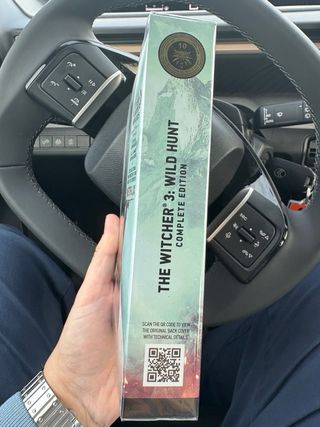 10
THE WITCHER® 3: WILD HUNT
COMPLETE EDITION
SCAN THE QR CODE TO VIEW
THE ORIGINAL BACK COVER
WITH TECHNICAL DETAILS